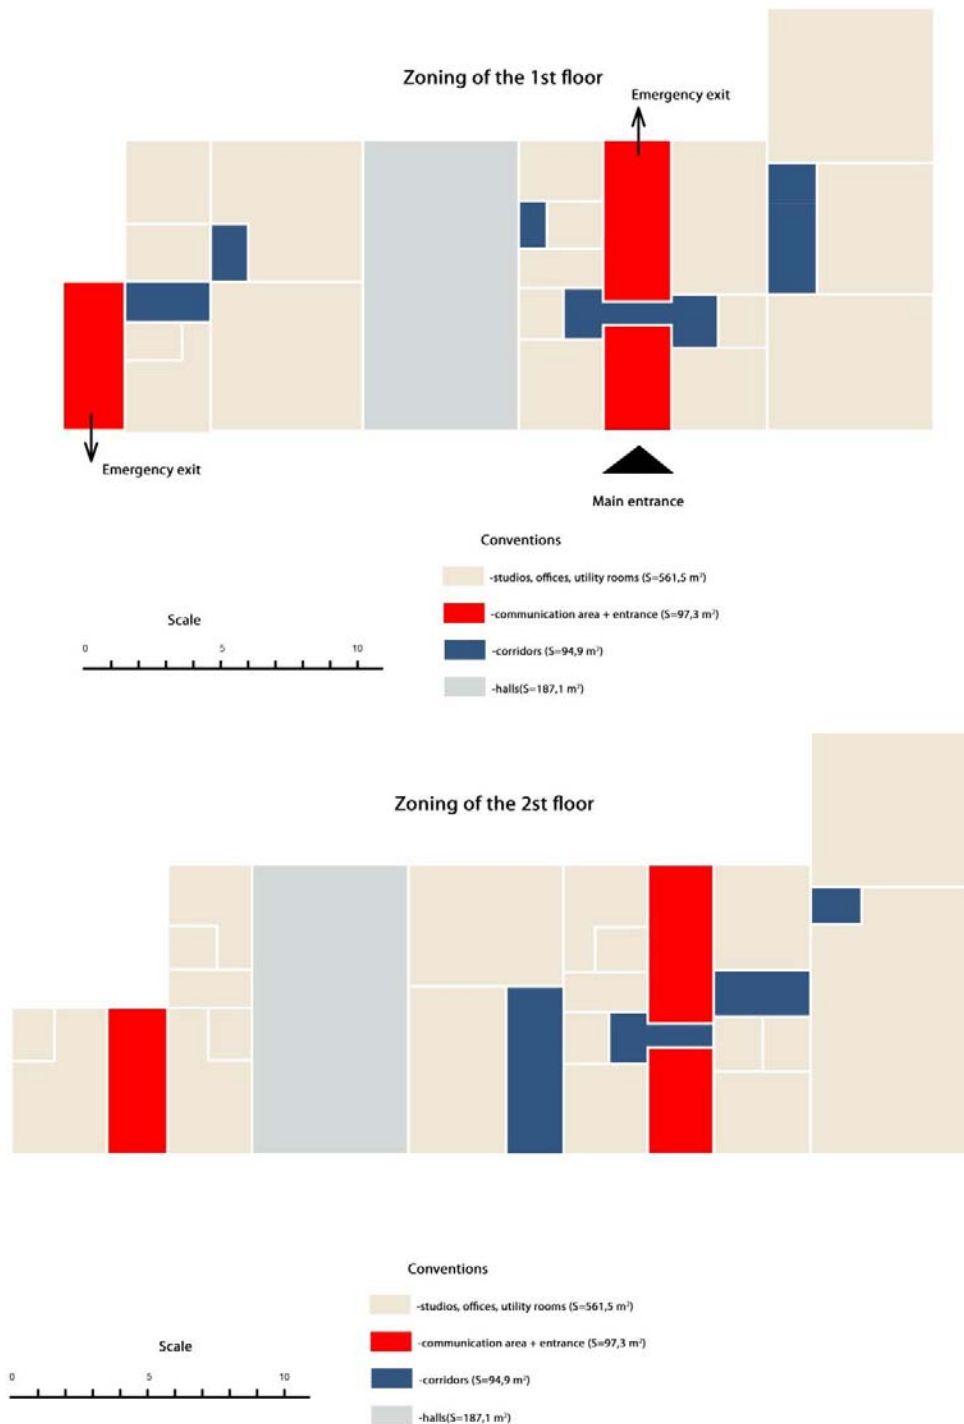 Zoning of the 1st floor
Emergency exit
Emergency exit
Main entrance
Conventions
-studios, offices, utility rooms (S=561,5 m²)
-communication area + entrance (S=97,3 m²)
-corridors (S=94,9 m²)
-halls(S=187,1 m²)
Scale
0 5 10
Zoning of the 2st floor
Conventions
-studios, offices, utility rooms (S=561,5 m²)
-communication area + entrance (S=97,3 m²)
-corridors (S=94,9 m²)
-halls(S=187,1 m²)
Scale
0 5 10